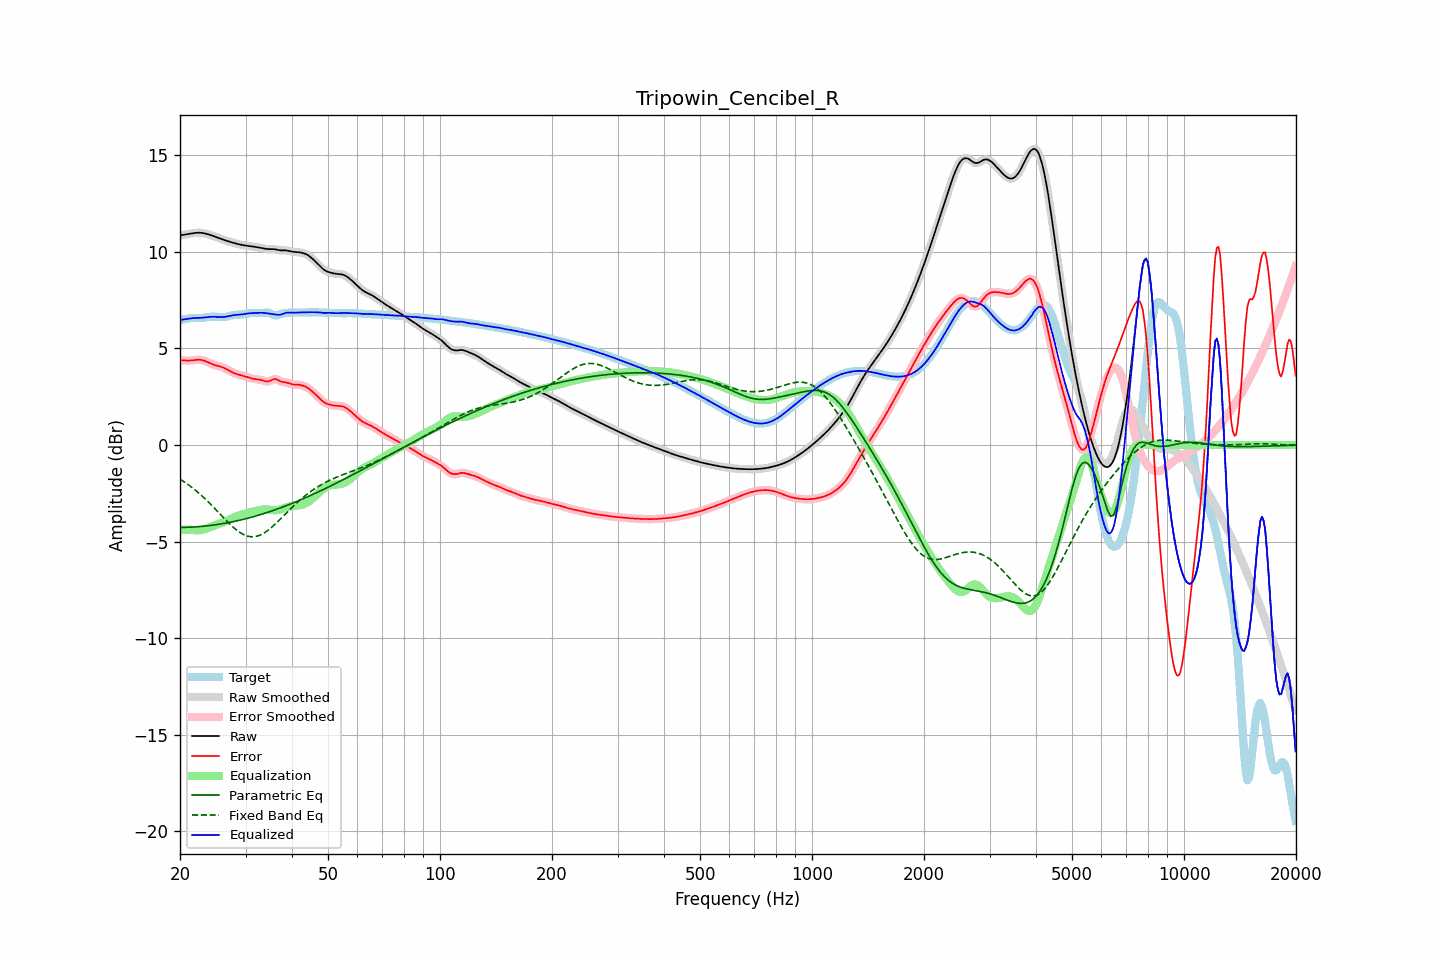 Tripowin_Cencibel_R
Amplitude (dBr)
15
10
5
0
−5
−10
−15
−20
Target
Raw Smoothed
Error Smoothed
Raw
Error
Equalization
Parametric Eq
Fixed Band Eq
Equalized
20 50 100 200 500 1000 2000 5000 10000 20000
Frequency (Hz)